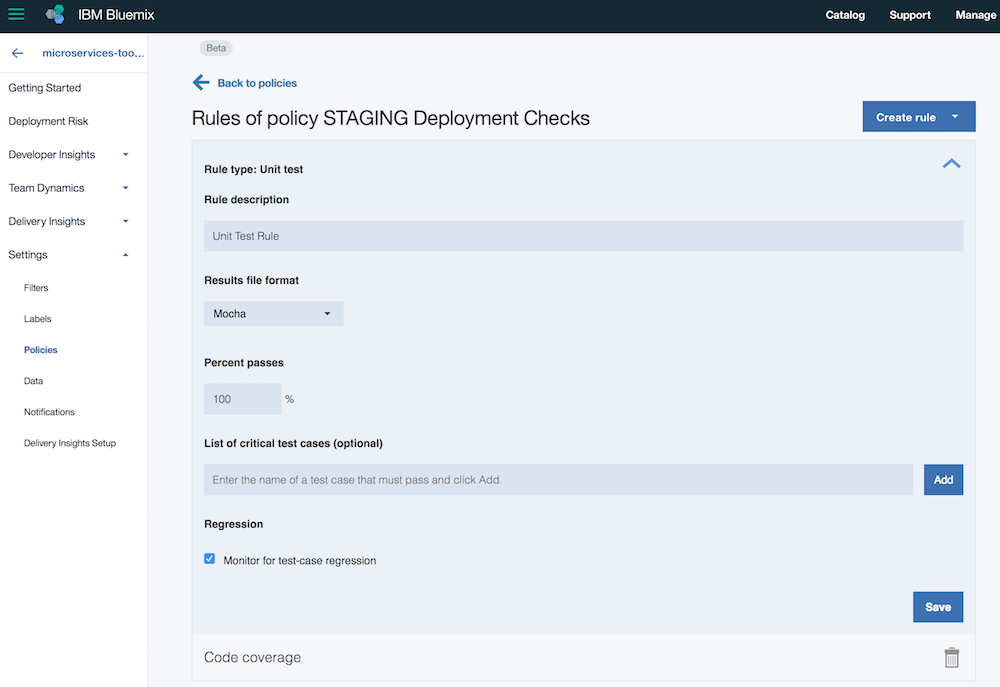 IBM Bluemix
Catalog Support Manage
microservices-too...
Getting Started
Deployment Risk
Developer Insights
Team Dynamics
Delivery Insights
Settings
Filters
Labels
Policies
Data
Notifications
Delivery Insights Setup
Beta
Back to policies
Rules of policy STAGING Deployment Checks
Create rule
Rule type: Unit test
Rule description
Unit Test Rule
Results file format
Mocha
Percent passes
100 %
List of critical test cases (optional)
Enter the name of a test case that must pass and click Add.
Add
Regression
Monitor for test-case regression
Save
Code coverage